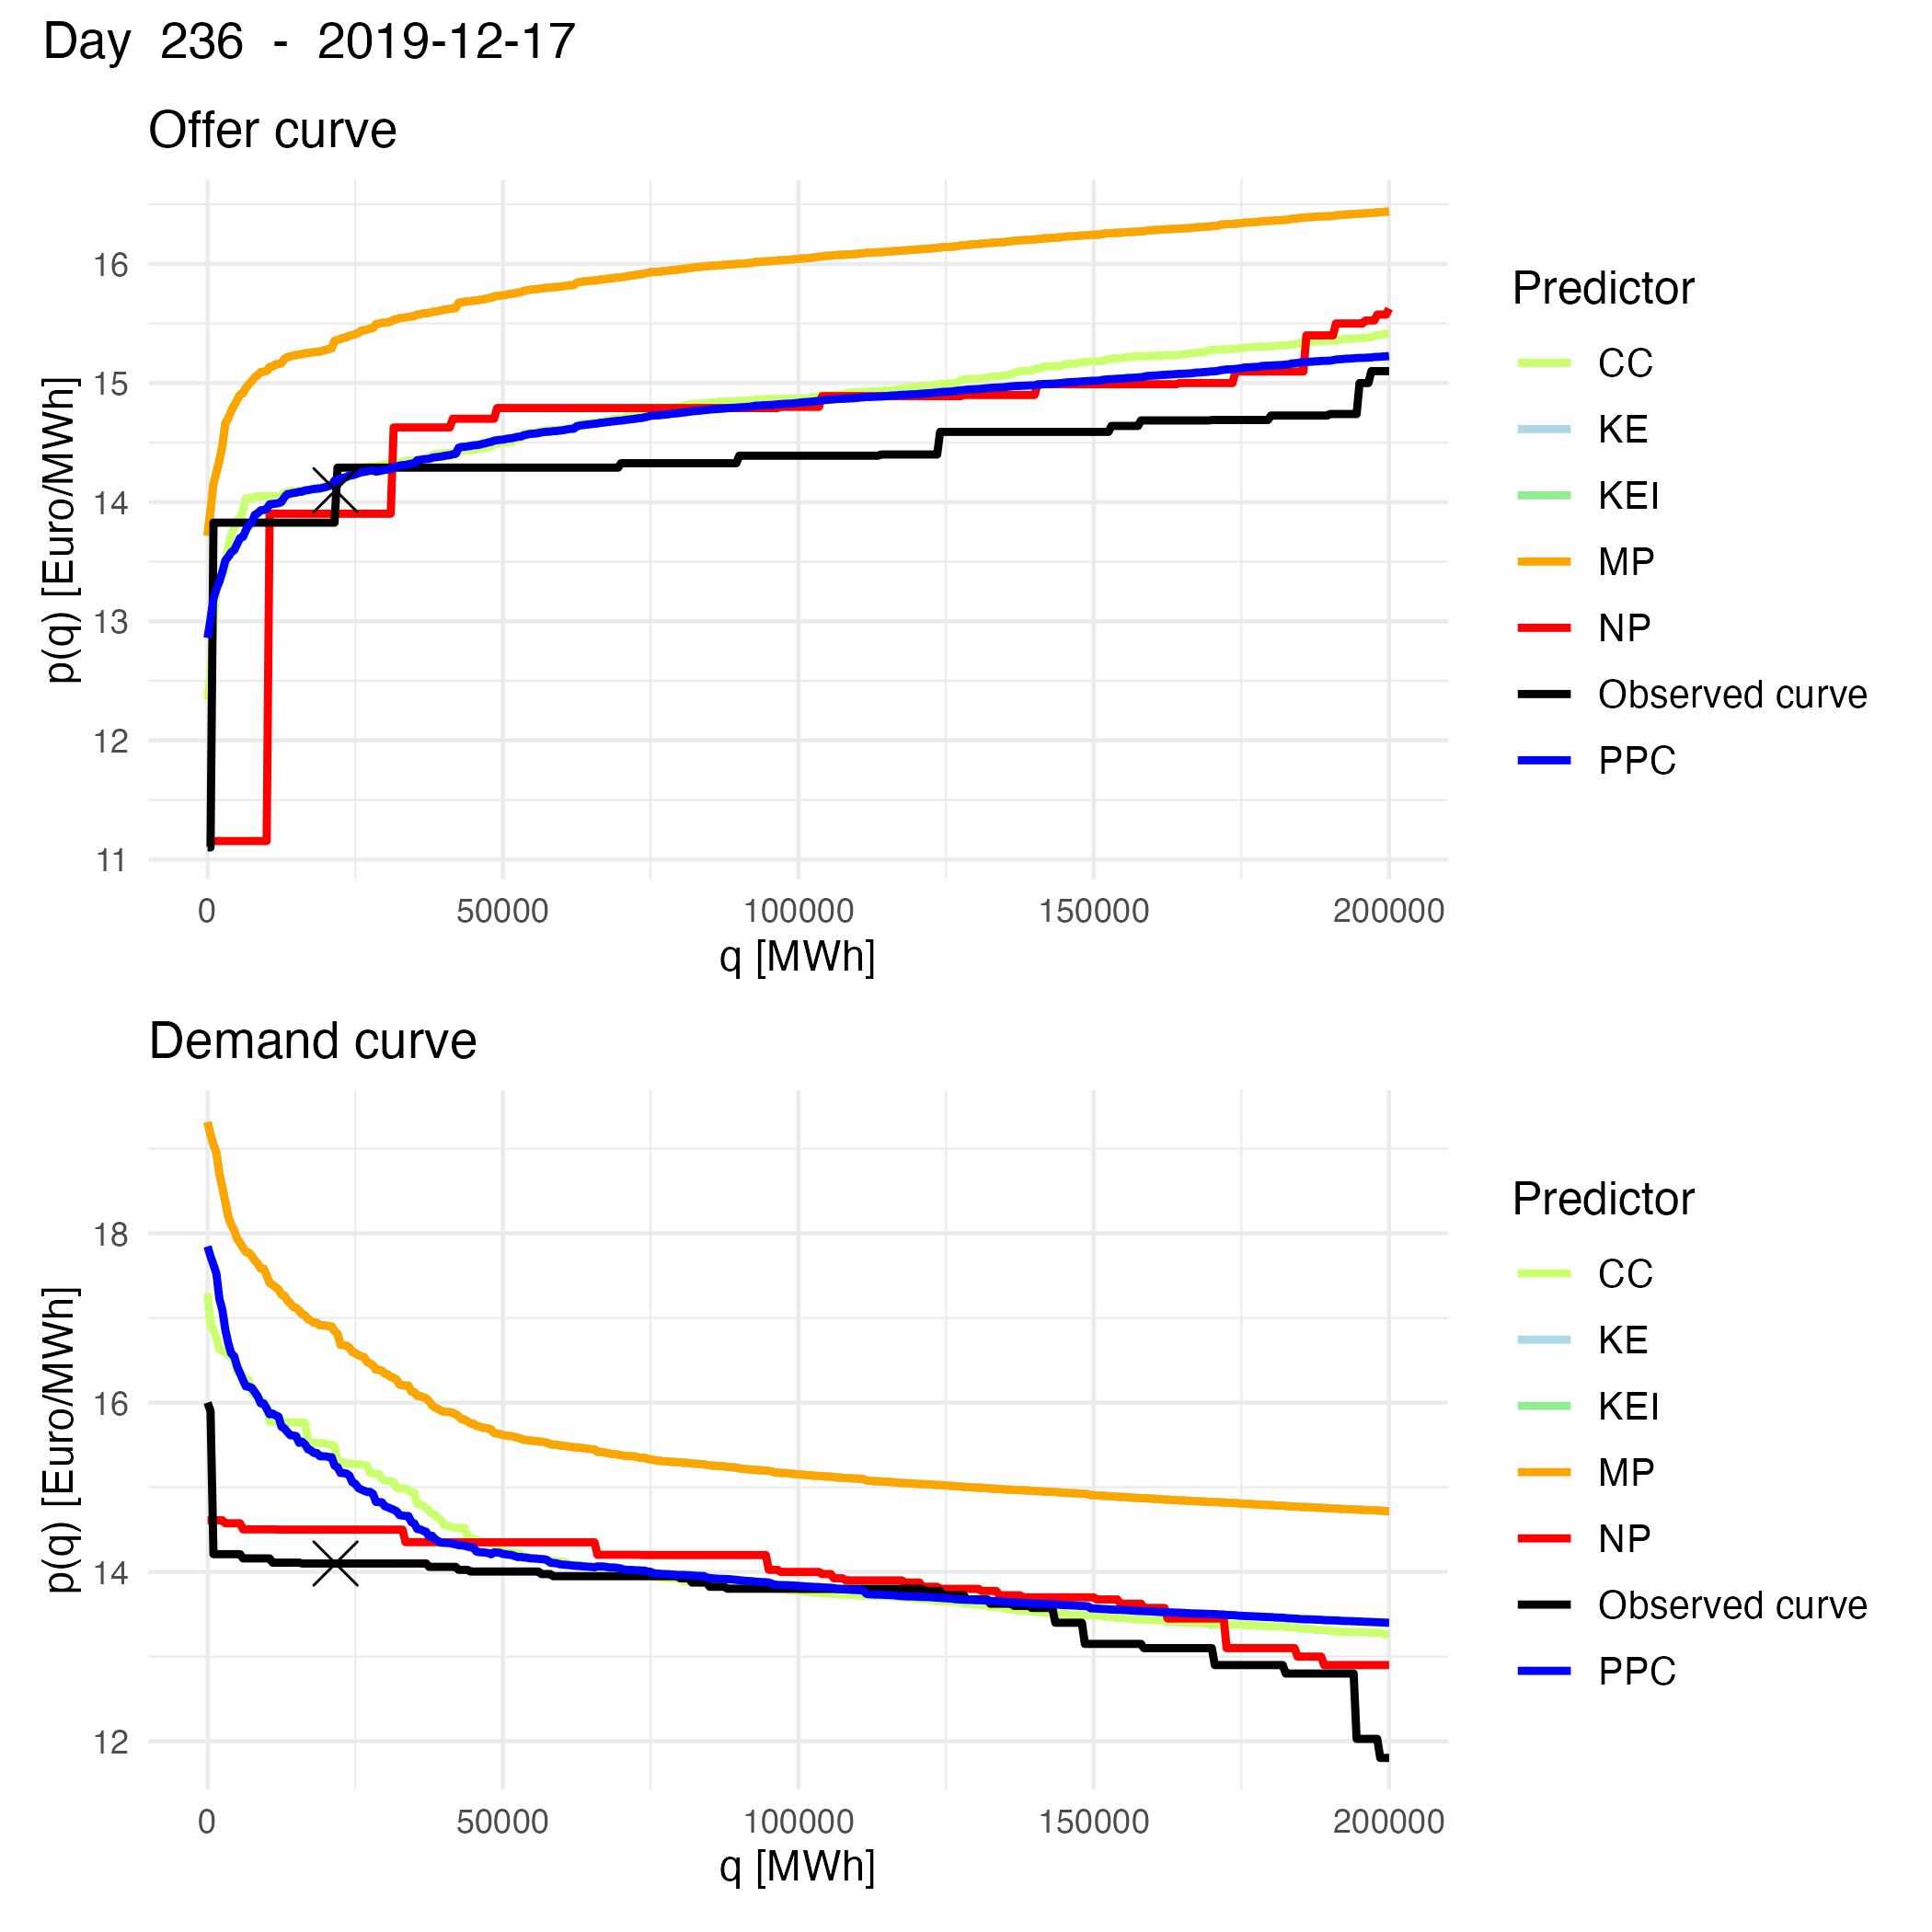 Day 236 - 2019-12-17
Offer curve
p(q) [Euro/MWh]
16
15
14
13
12
11
0 50000 100000 150000 200000
q [MWh]
Predictor
CC
KE
KEI
MP
NP
Observed curve
PPC
Demand curve
p(q) [Euro/MWh]
18
16
14
12
0 50000 100000 150000 200000
q [MWh]
Predictor
CC
KE
KEI
MP
NP
Observed curve
PPC